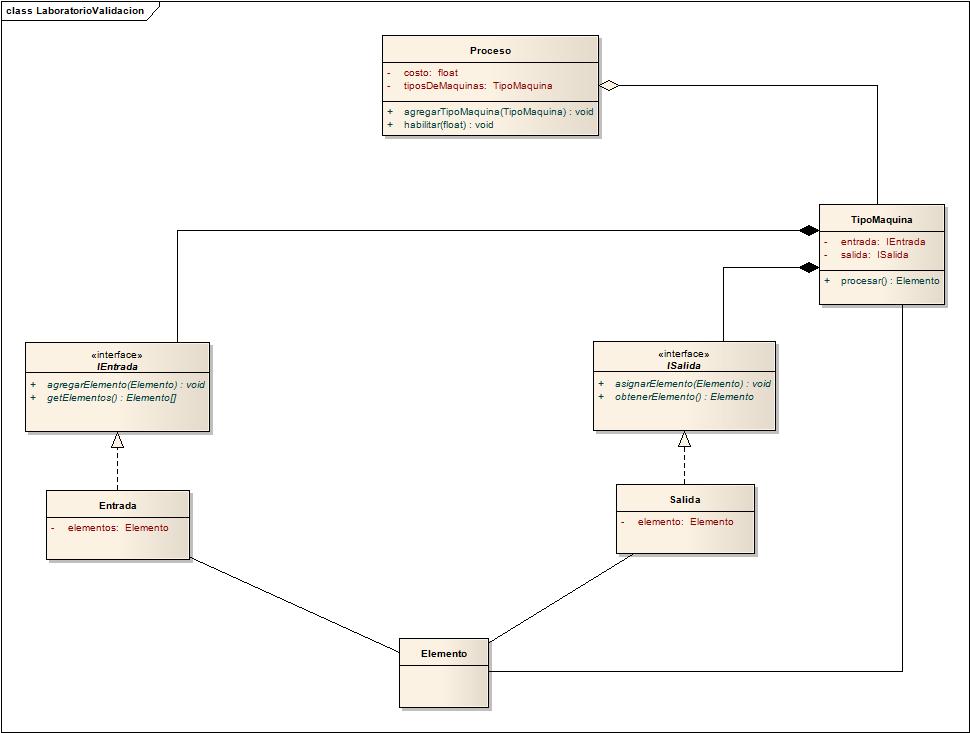 class LaboratorioValidacion
Proceso
- costo: float
- tiposDeMaquinas: TipoMaquina
+ agregarTipoMaquina(TipoMaquina) : void
+ habilitar(float) : void
TipoMaquina
- entrada: IEntrada
- salida: ISalida
+ procesar() : Elemento
«interface»
IEntrada
+ agregarElemento(Elemento) : void
+ getElementos() : Elemento[]
«interface»
ISalida
+ asignarElemento(Elemento) : void
+ obtenerElemento() : Elemento
Entrada
- elementos: Elemento
Salida
- elemento: Elemento
Elemento